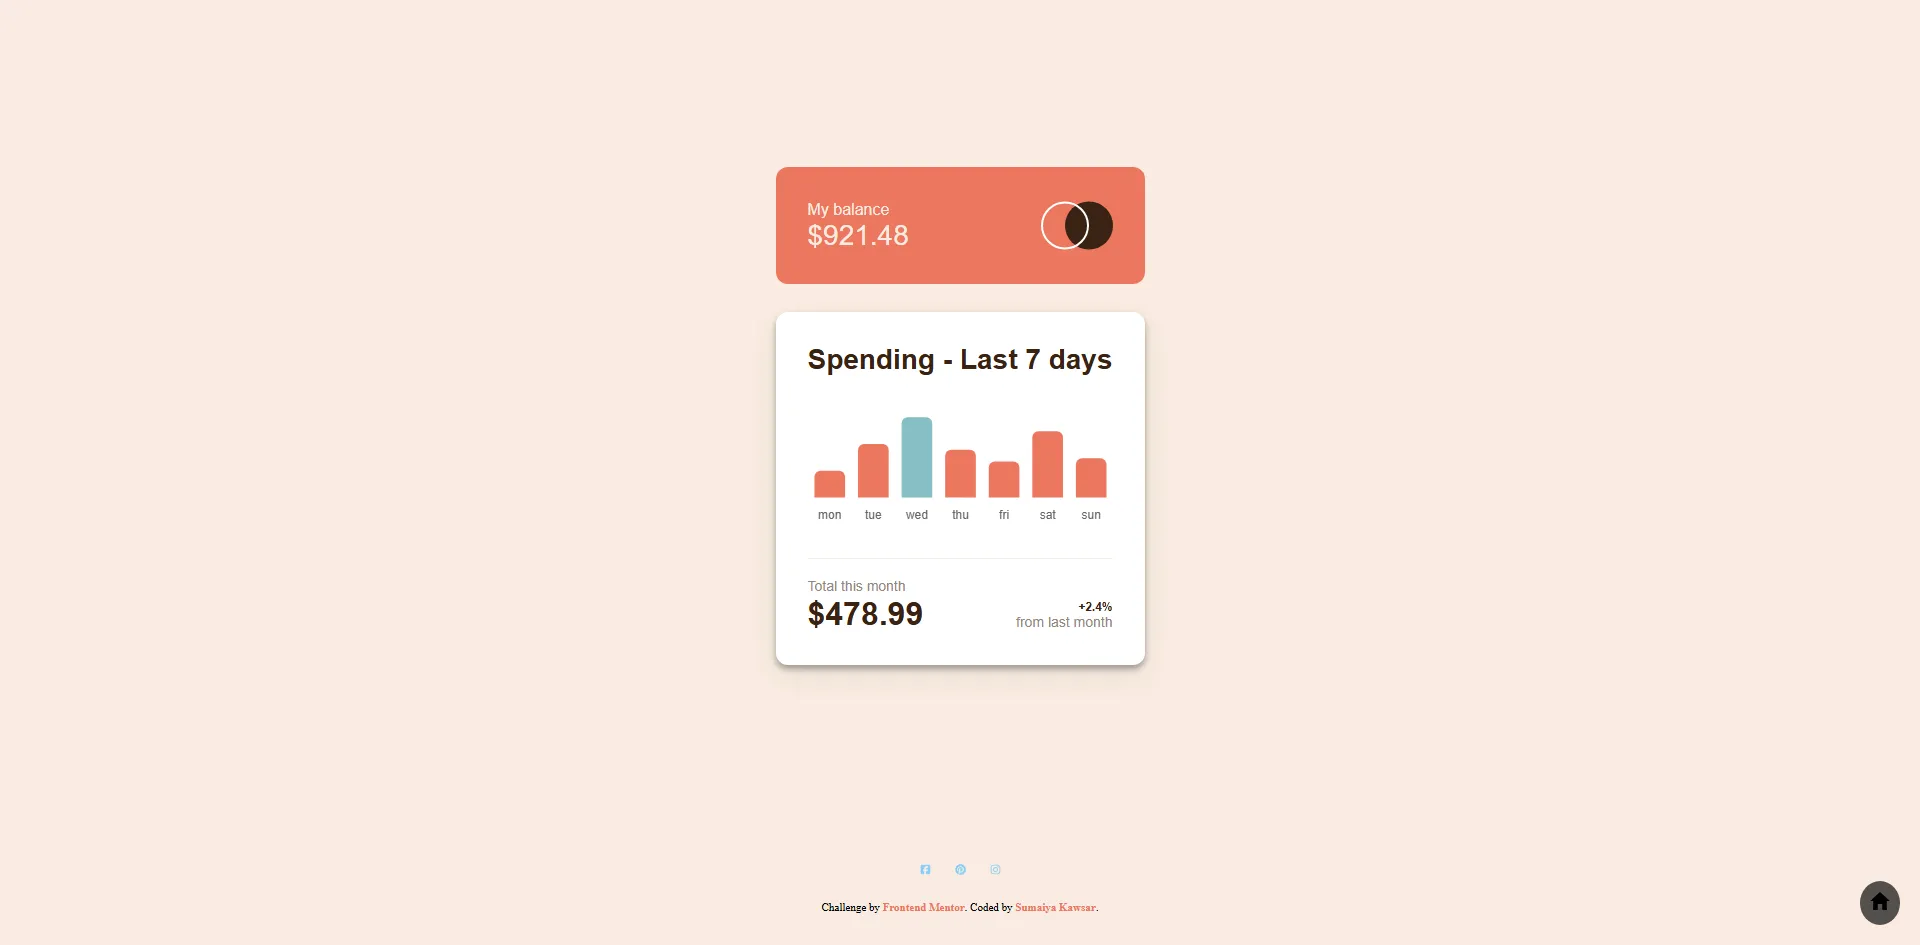 My balance
$921.48
Spending - Last 7 days
mon tue wed thu fri sat sun
Total this month
$478.99
+2.4%
from last month
Challenge by Frontend Mentor. Coded by Sumaiya Kawsar.